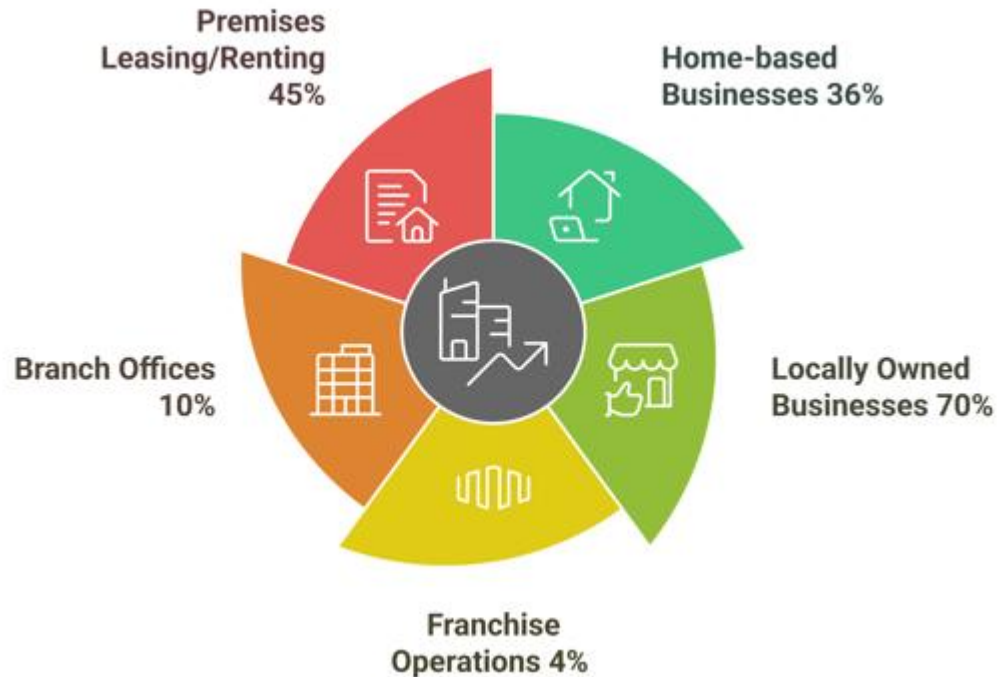 Premises
Leasing/Renting
45%
Home-based
Businesses 36%
Branch Offices
10%
Locally Owned
Businesses 70%
Franchise
Operations 4%